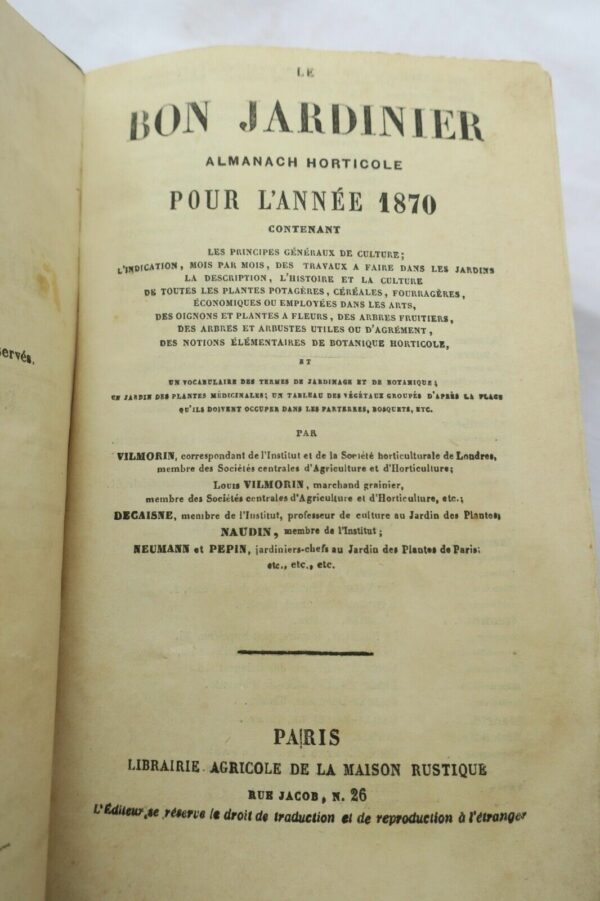 servés.
LE
BON JARDINIER
ALMANACH HORTICOLE
POUR L'ANNÉE 1870
CONTENANT
LES PRINCIPES GÉNÉRAUX DE CULTURE;
L'INDICATION, MOIS PAR MOIS, DES TRAVAUX A FAIRE DANS LES JARDINS
LA DESCRIPTION, L'HISTOIRE ET LA CULTURE
DE TOUTES LES PLANTES POTAGÈRES, CÉRÉALES, FOURRAGÈRES,
ÉCONOMIQUES OU EMPLOYÉES DANS LES ARTS,
DES OIGNONS ET PLANTES A FLEURS, DES ARBRES FRUITIERS,
DES ARBRES ET ARBUSTES UTILES OU D'AGRÉMENT,
DES NOTIONS ÉLÉMENTAIRES DE BOTANIQUE HORTICOLE,
ET
UN VOCABULAIRE DES TERMES DE JARDINAGE ET DE BOTANIQUE;
UN JARDIN DES PLANTES MÉDICINALES; UN TABLEAU DES VÉGÉTAUX GROUPÉS D'APRÈS LA PLACE
QU'ILS DOIVENT OCCUPER DANS LES PARTERRES, BOSQUETS, ETC.
PAR
VILMORIN, correspondant de l'Institut et de la Société horticulturale de Londres,
membre des Sociétés centrales d'Agriculture et d'Horticulture;
LOUIS VILMORIN, marchand grainier,
membre des Sociétés centrales d'Agriculture et d'Horticulture, etc.;
DECAISNE, membre de l'Institut, professeur de culture au Jardin des Plantes;
NAUDIN, membre de l'Institut;
NEUMANN et PEPIN, jardiniers-chefs au Jardin des Plantes de Paris;
etc., etc., etc.
PARIS
LIBRAIRIE AGRICOLE DE LA MAISON RUSTIQUE
RUE JACOB, N. 26
L'Éditeur se réserve le droit de traduction et de reproduction à l'étranger